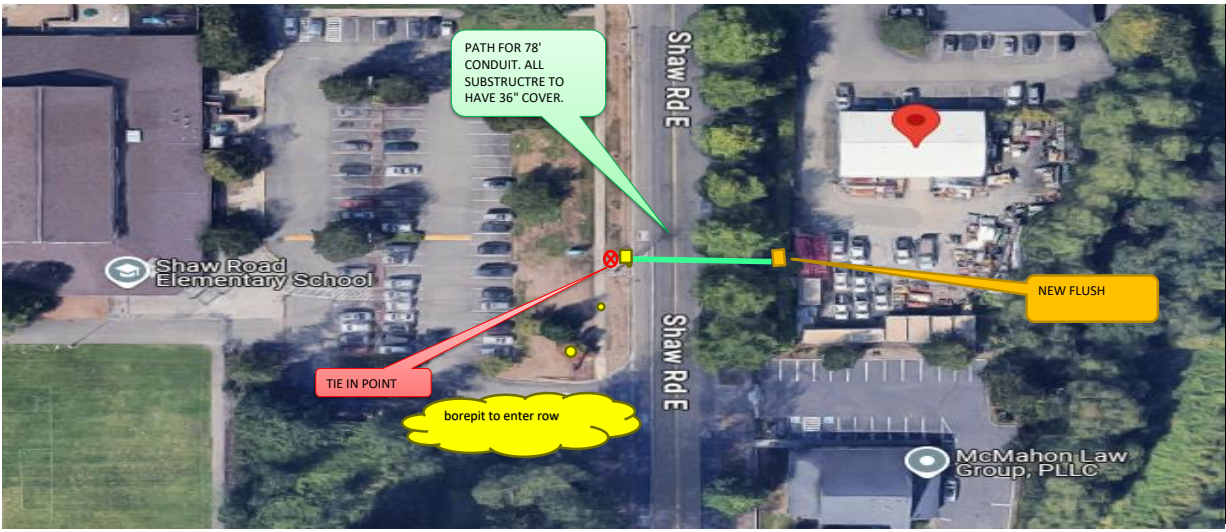 PATH FOR 78'
CONDUIT. ALL
SUBSTRUCTRE TO
HAVE 36" COVER.
Shaw Rd E
Shaw Road
Elementary School
NEW FLUSH
TIE IN POINT
Shaw Rd E
borepit to enter row
McMahon Law
Group, PLLC